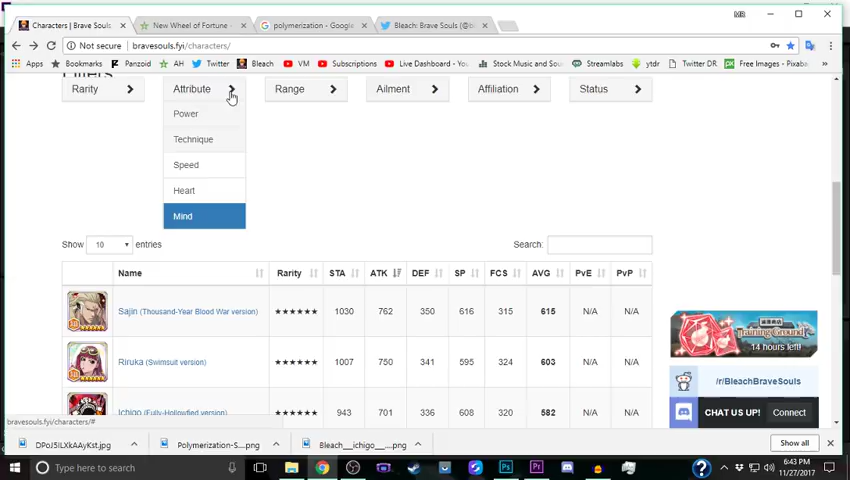 Characters | Brave Souls
New Wheel of Fortune -
polymerization - Google
Bleach: Brave Souls (@b
MR
Not secure | bravesouls.fyi/characters/
Apps
Bookmarks
Panzoid
AH
Twitter
Bleach
VM
Subscriptions
Live Dashboard - You
Stock Music and Sou
Streamlabs
ytdr
Twitter DR
Free Images - Pixaba
Filters
Rarity
Attribute
Range
Ailment
Affiliation
Status
Power
Technique
Speed
Heart
Mind
Show 10 entries
Search:
Name Rarity STA ATK DEF SP FCS AVG PvE PvP
Sajin (Thousand-Year Blood War version) ★★★★★★ 1030 762 350 616 315 615 N/A N/A
Riruka (Swimsuit version) ★★★★★★ 1007 750 341 595 324 603 N/A N/A
Ichigo (Fully-Hollowfied version) ★★★★★★ 943 701 336 608 320 582 N/A N/A
Training Ground
14 hours left!
/r/BleachBraveSouls
CHAT US UP! Connect
bravesouls.fyi/characters/#
DPoJ5ILXkAAyKst.jpg
Polymerization-S....png
Bleach__ichigo__....png
Show all
Type here to search
6:43 PM
11/27/2017